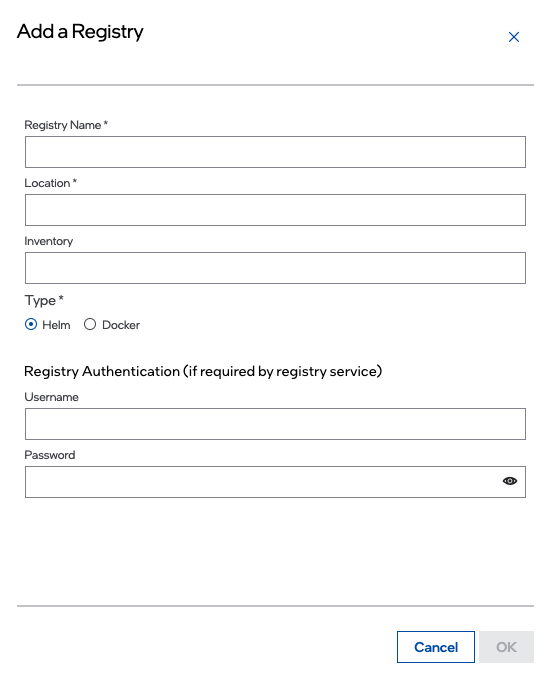 Add a Registry
Registry Name *
Location *
Inventory
Type *
Helm Docker
Registry Authentication (if required by registry service)
Username
Password
Cancel OK